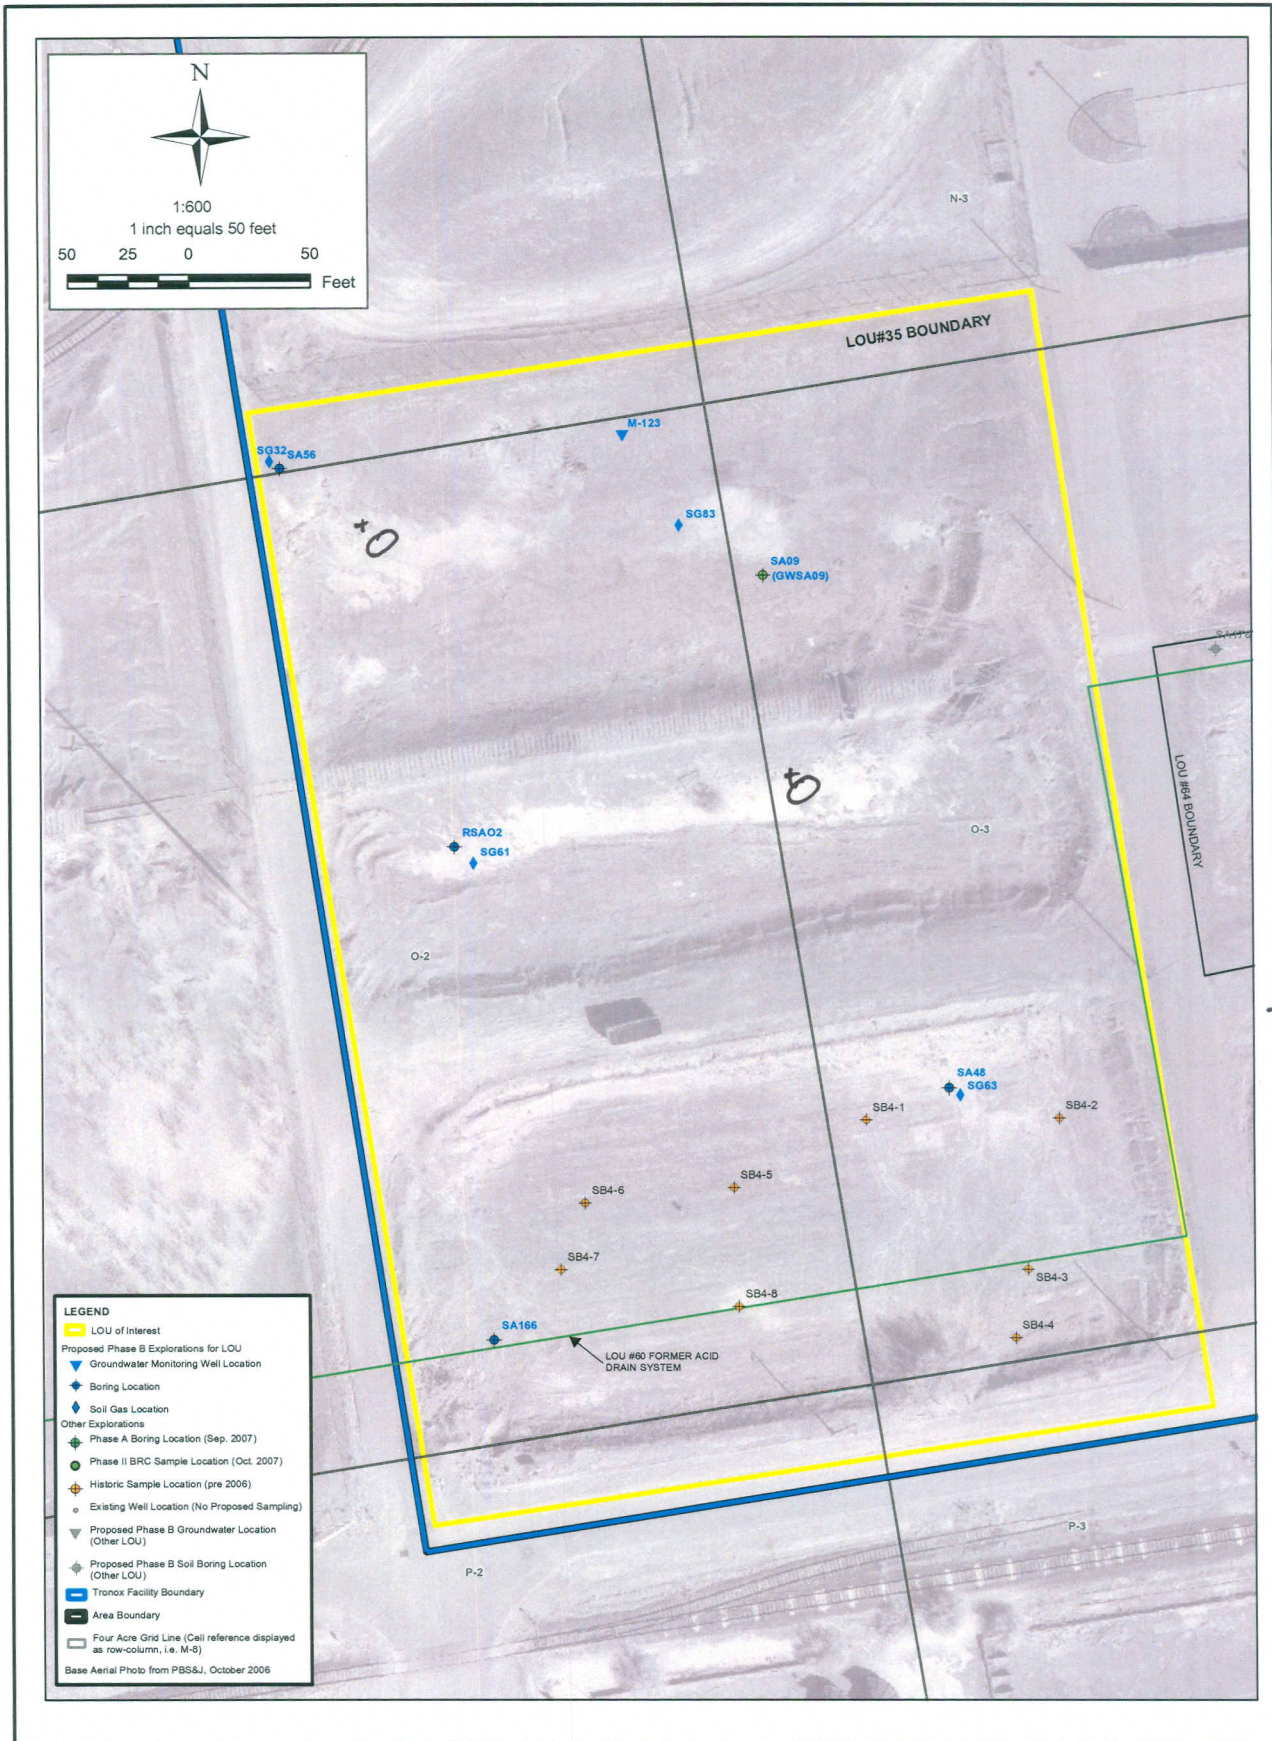 N
1:600
1 inch equals 50 feet
50 25 0 50
Feet
N-3
LOU#35 BOUNDARY
M-123
SG32 SA56
SG83
SA09
(GWSA09)
LOU #64 BOUNDARY
RSAO2
SG61
O-3
O-2
SA48
SG63
SB4-1
SB4-2
SB4-5
SB4-6
SB4-7
SB4-3
SB4-8
SA166
SB4-4
LOU #60 FORMER ACID
DRAIN SYSTEM
P-3
P-2
LEGEND
LOU of Interest
Proposed Phase B Explorations for LOU
Groundwater Monitoring Well Location
Boring Location
Soil Gas Location
Other Explorations
Phase A Boring Location (Sep. 2007)
Phase II BRC Sample Location (Oct. 2007)
Historic Sample Location (pre 2006)
Existing Well Location (No Proposed Sampling)
Proposed Phase B Groundwater Location
(Other LOU)
Proposed Phase B Soil Boring Location
(Other LOU)
Tronox Facility Boundary
Area Boundary
Four Acre Grid Line (Cell reference displayed
as row-column, i.e. M-8)
Base Aerial Photo from PBS&J, October 2006